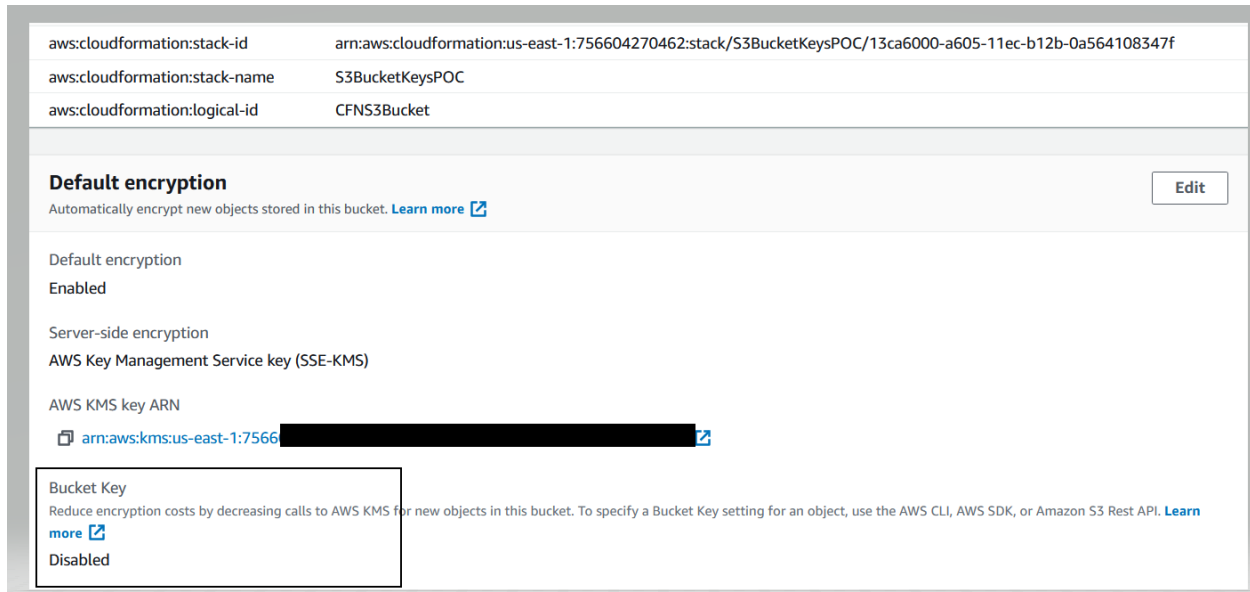 aws:cloudformation:stack-id arn:aws:cloudformation:us-east-1:756604270462:stack/S3BucketKeysPOC/13ca6000-a605-11ec-b12b-0a564108347f
aws:cloudformation:stack-name S3BucketKeysPOC
aws:cloudformation:logical-id CFNS3Bucket
Default encryption
Edit
Automatically encrypt new objects stored in this bucket. Learn more
Default encryption
Enabled
Server-side encryption
AWS Key Management Service key (SSE-KMS)
AWS KMS key ARN
arn:aws:kms:us-east-1:7566
Bucket Key
Reduce encryption costs by decreasing calls to AWS KMS for new objects in this bucket. To specify a Bucket Key setting for an object, use the AWS CLI, AWS SDK, or Amazon S3 Rest API. Learn
more
Disabled